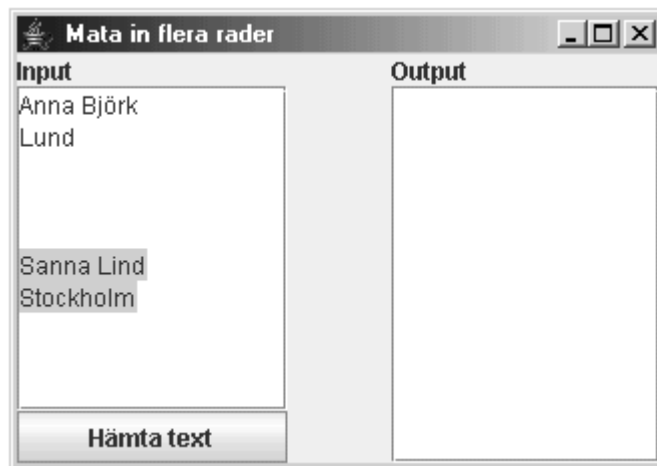 Mata in flera rader
Input
Output
Anna Björk
Lund
Sanna Lind
Stockholm
Hämta text